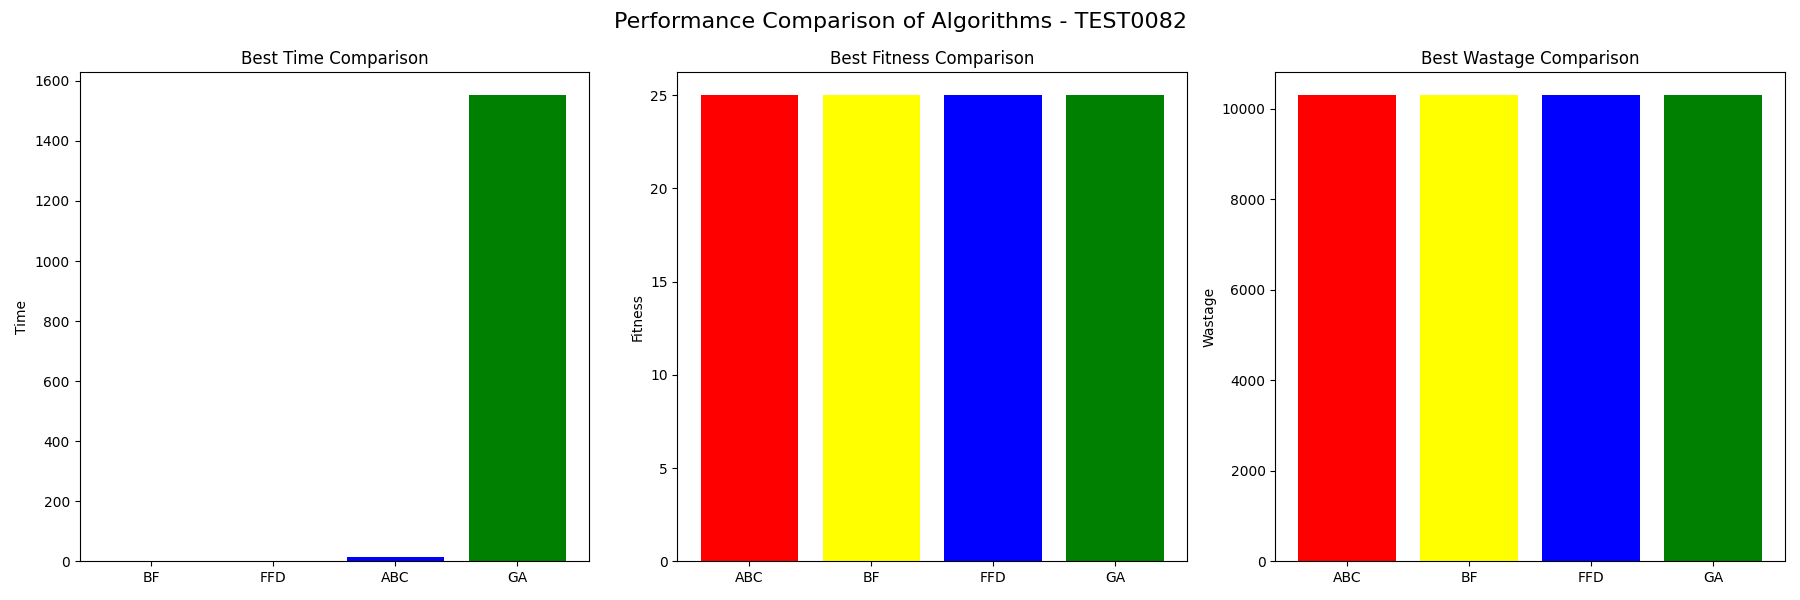 Performance Comparison of Algorithms - TEST0082
Best Time Comparison
Time
1600
1400
1200
1000
800
600
400
200
0
BF
FFD
ABC
GA
Best Fitness Comparison
Fitness
25
20
15
10
5
0
ABC
BF
FFD
GA
Best Wastage Comparison
Wastage
10000
8000
6000
4000
2000
0
ABC
BF
FFD
GA